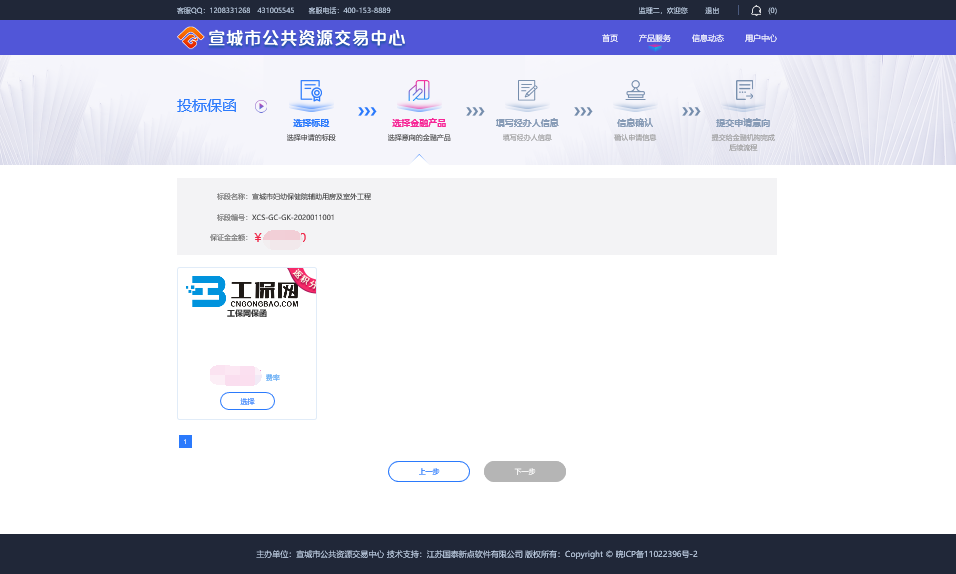 客服QQ：1208331268 431005545 客服电话：400-153-8889 监理二，欢迎您 退出 (0)
宣城市公共资源交易中心 首页 产品服务 信息动态 用户中心
投标保函
选择标段 选择金融产品 填写经办人信息 信息确认 提交申请意向
选择申请的标段 选择意向的金融产品 填写经办人信息 确认申请信息 提交给金融机构完成
后续流程
标段名称：宣城市妇幼保健院辅助用房及室外工程
标段编号：XCS-GC-GK-2020011001
保证金金额：¥
返积分
工保网
CNGONGBAO.COM
工保网保函
费率
选择
1
上一步 下一步
主办单位：宣城市公共资源交易中心 技术支持：江苏国泰新点软件有限公司 版权所有：Copyright © 皖ICP备11022396号-2